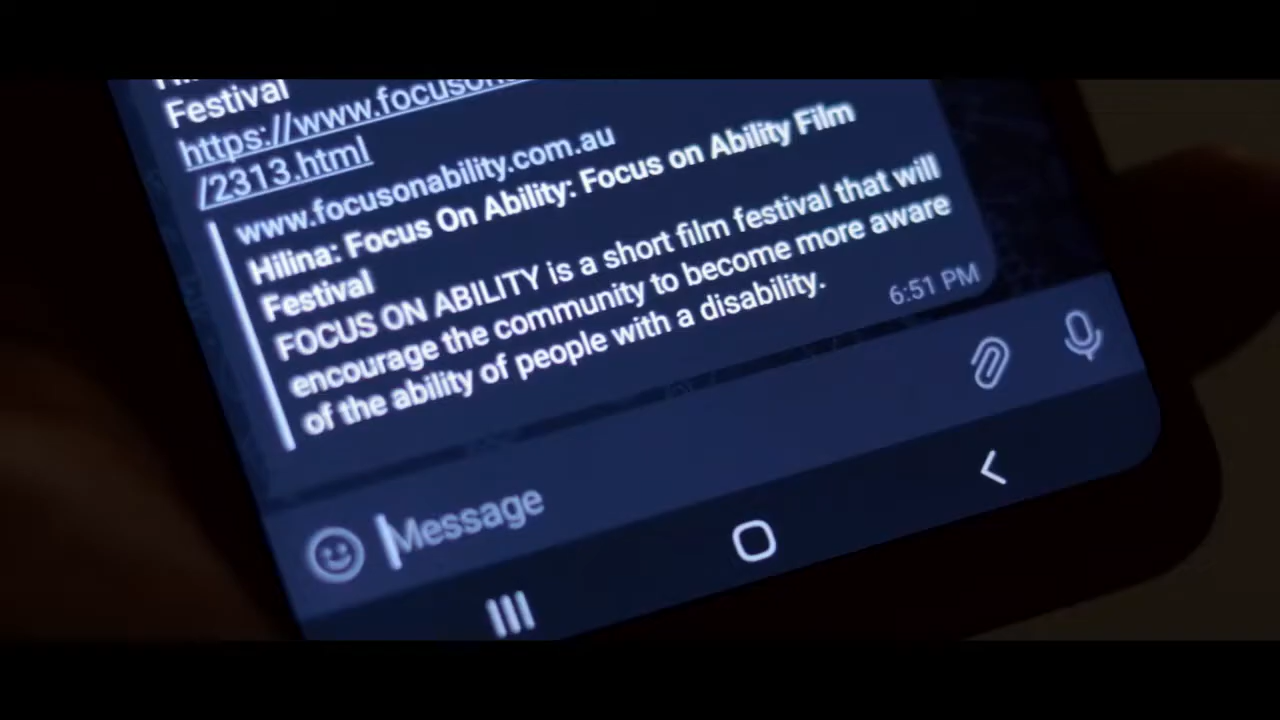 Festival
https://www.focusona
/2313.html
www.focusonability.com.au
Hilina: Focus On Ability: Focus on Ability Film
Festival
FOCUS ON ABILITY is a short film festival that will
encourage the community to become more aware
of the ability of people with a disability.
6:51 PM
Message